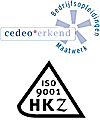 Bedrijfsopleidingen
cedeo*erkend
Maatwerk
ISO
9001
HKZ